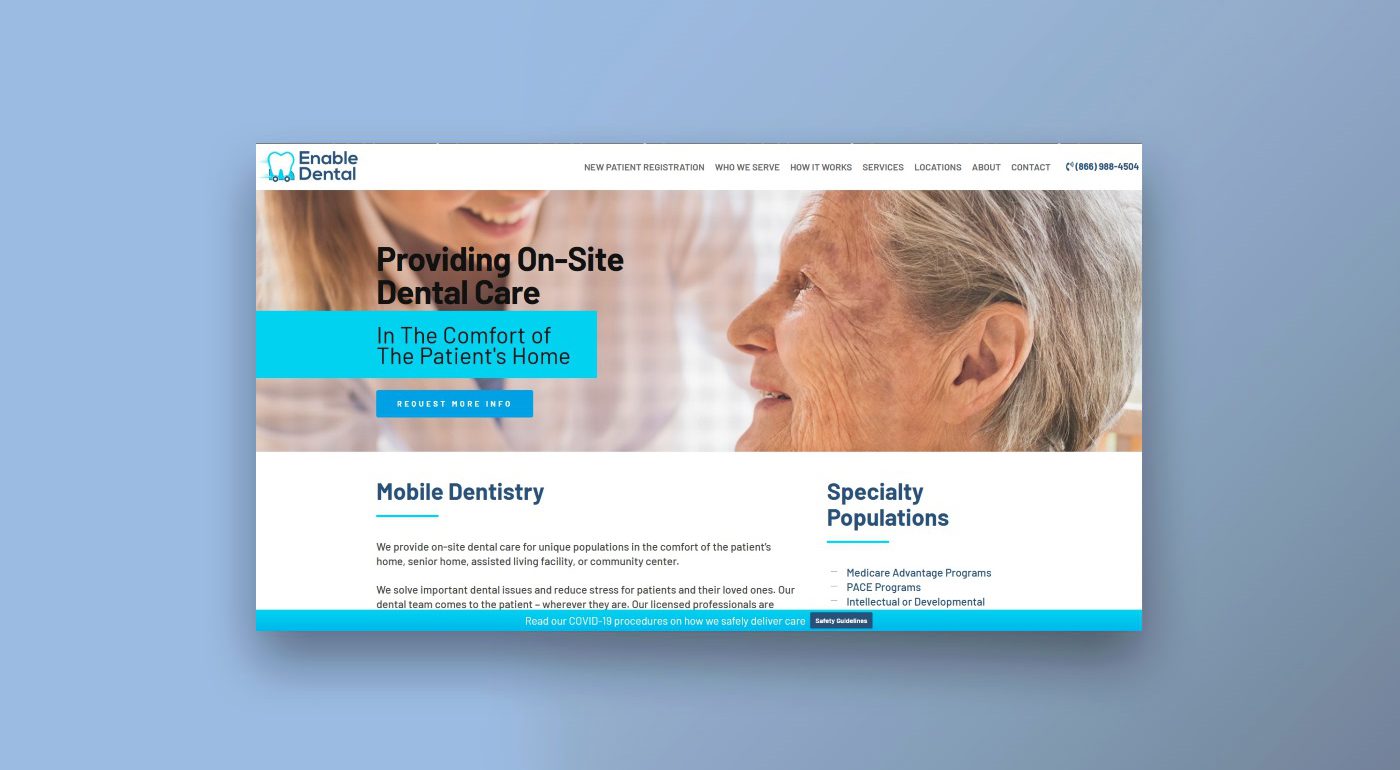 Enable
Dental
NEW PATIENT REGISTRATION WHO WE SERVE HOW IT WORKS SERVICES LOCATIONS ABOUT CONTACT (866) 988-4504
Providing On-Site
Dental Care
In The Comfort of
The Patient's Home
REQUEST MORE INFO
Mobile Dentistry
We provide on-site dental care for unique populations in the comfort of the patient's
home, senior home, assisted living facility, or community center.
We solve important dental issues and reduce stress for patients and their loved ones. Our
dental team comes to the patient – wherever they are. Our licensed professionals are
Specialty
Populations
— Medicare Advantage Programs
— PACE Programs
— Intellectual or Developmental
Read our COVID-19 procedures on how we safely deliver care Safety Guidelines